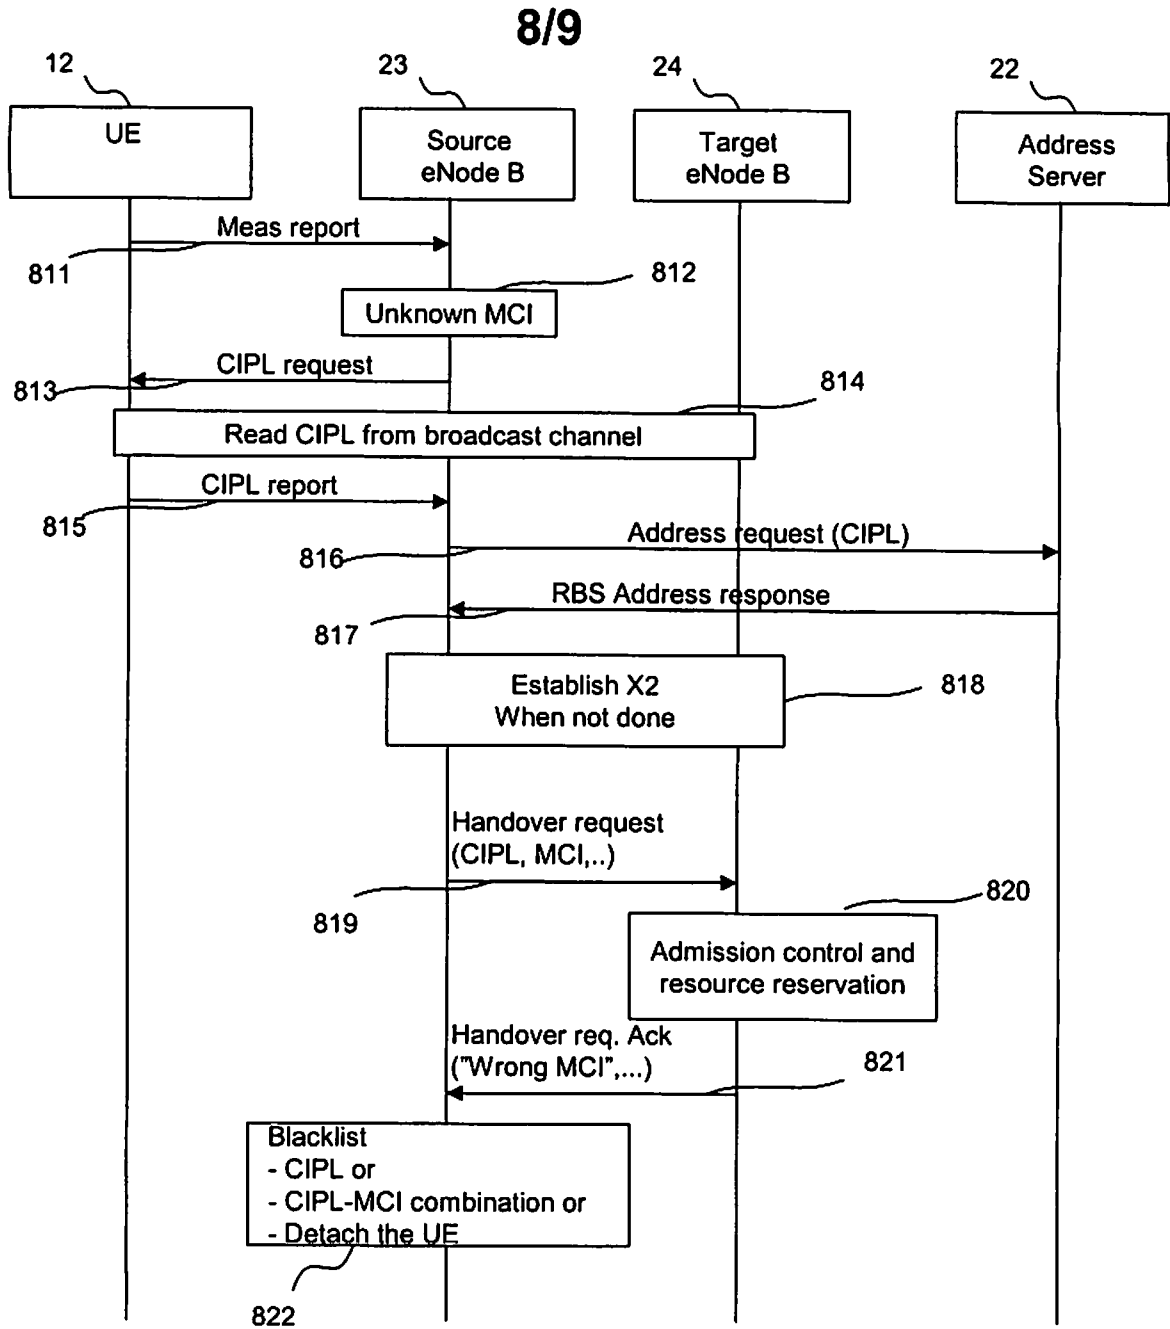 8/9
12
23
24
22
UE
Source
eNode B
Target
eNode B
Address
Server
Meas report
811
812
Unknown MCI
CIPL request
813
814
Read CIPL from broadcast channel
CIPL report
815
Address request (CIPL)
816
RBS Address response
817
Establish X2
When not done
818
Handover request
(CIPL, MCI,..)
819
820
Admission control and
resource reservation
Handover req. Ack
("Wrong MCI",...)
821
Blacklist
- CIPL or
- CIPL-MCI combination or
- Detach the UE
822